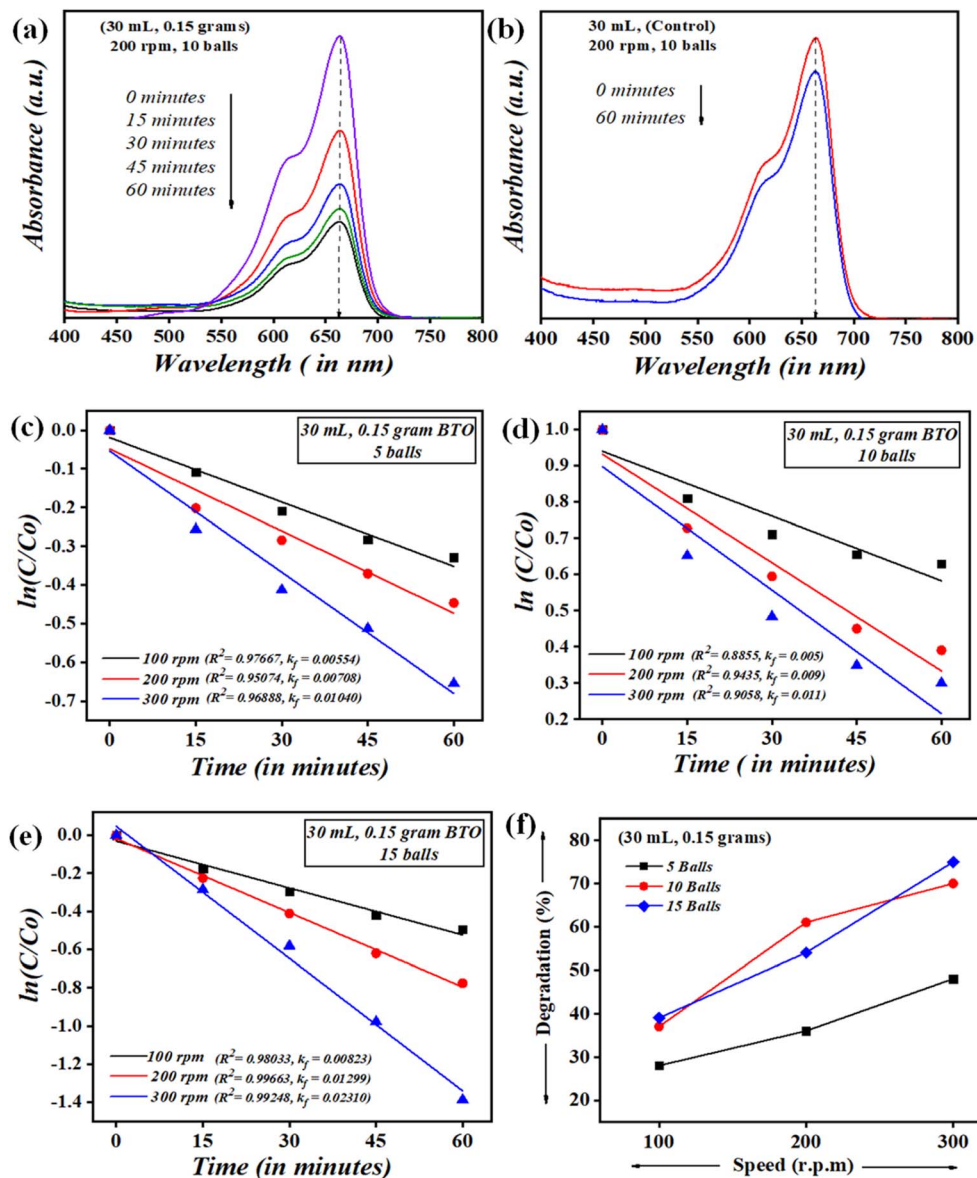 (a)
(30 mL, 0.15 grams)
200 rpm, 10 balls
0 minutes
15 minutes
30 minutes
45 minutes
60 minutes
Absorbance (a.u.)
400 450 500 550 600 650 700 750 800
Wavelength ( in nm)
(b)
30 mL, (Control)
200 rpm, 10 balls
0 minutes
60 minutes
Absorbance (a.u.)
400 450 500 550 600 650 700 750 800
Wavelength (in nm)
(c)
30 mL, 0.15 gram BTO
5 balls
ln(C/Co)
0.0
-0.1
-0.2
-0.3
-0.4
-0.5
-0.6
-0.7
100 rpm (R²= 0.97667, kf = 0.00554)
200 rpm (R²= 0.95074, kf = 0.00708)
300 rpm (R²= 0.96888, kf = 0.01040)
0 15 30 45 60
Time (in minutes)
(d)
30 mL, 0.15 gram BTO
10 balls
ln (C/Co)
1.0
0.9
0.8
0.7
0.6
0.5
0.4
0.3
0.2
100 rpm (R²= 0.8855, kf = 0.005)
200 rpm (R²= 0.9435, kf = 0.009)
300 rpm (R²= 0.9058, kf = 0.011)
0 15 30 45 60
Time ( in minutes)
(e)
30 mL, 0.15 gram BTO
15 balls
ln(C/Co)
0.0
-0.2
-0.4
-0.6
-0.8
-1.0
-1.2
-1.4
100 rpm (R²= 0.98033, kf = 0.00823)
200 rpm (R²= 0.99663, kf = 0.01299)
300 rpm (R²= 0.99248, kf = 0.02310)
0 15 30 45 60
Time (in minutes)
(f)
(30 mL, 0.15 grams)
5 Balls
10 Balls
15 Balls
Degradation (%)
80
70
60
50
40
30
20
100 200 300
Speed (r.p.m)